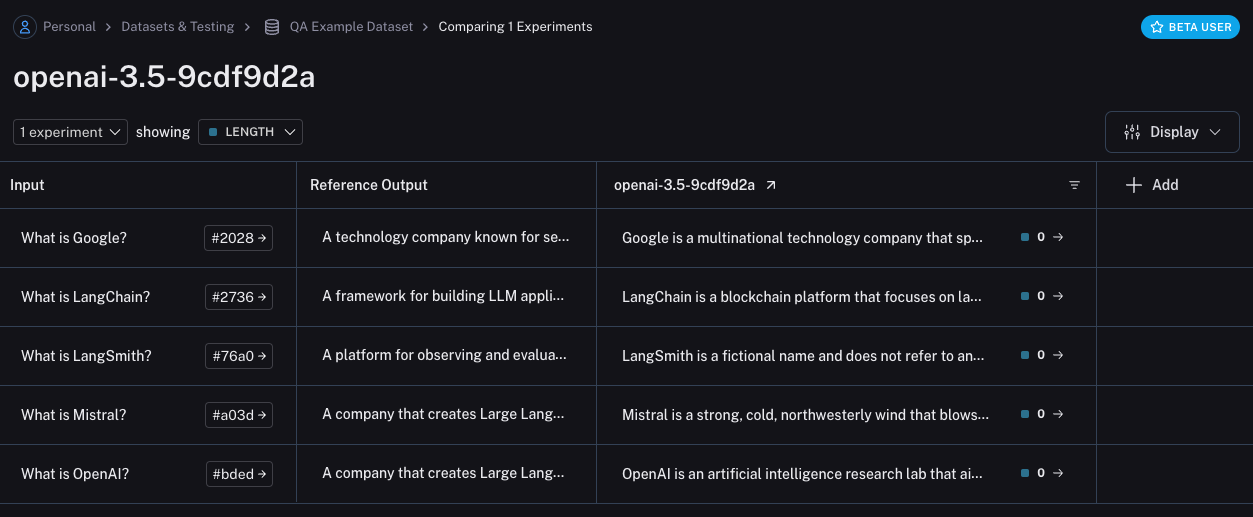 Personal > Datasets & Testing > QA Example Dataset > Comparing 1 Experiments
BETA USER
openai-3.5-9cdf9d2a
1 experiment showing LENGTH
Display
Input Reference Output openai-3.5-9cdf9d2a Add
What is Google? #2028 → A technology company known for se... Google is a multinational technology company that sp... 0 →
What is LangChain? #2736 → A framework for building LLM appli... LangChain is a blockchain platform that focuses on la... 0 →
What is LangSmith? #76a0 → A platform for observing and evalua... LangSmith is a fictional name and does not refer to an... 0 →
What is Mistral? #a03d → A company that creates Large Lang... Mistral is a strong, cold, northwesterly wind that blows... 0 →
What is OpenAI? #bded → A company that creates Large Lang... OpenAI is an artificial intelligence research lab that ai... 0 →